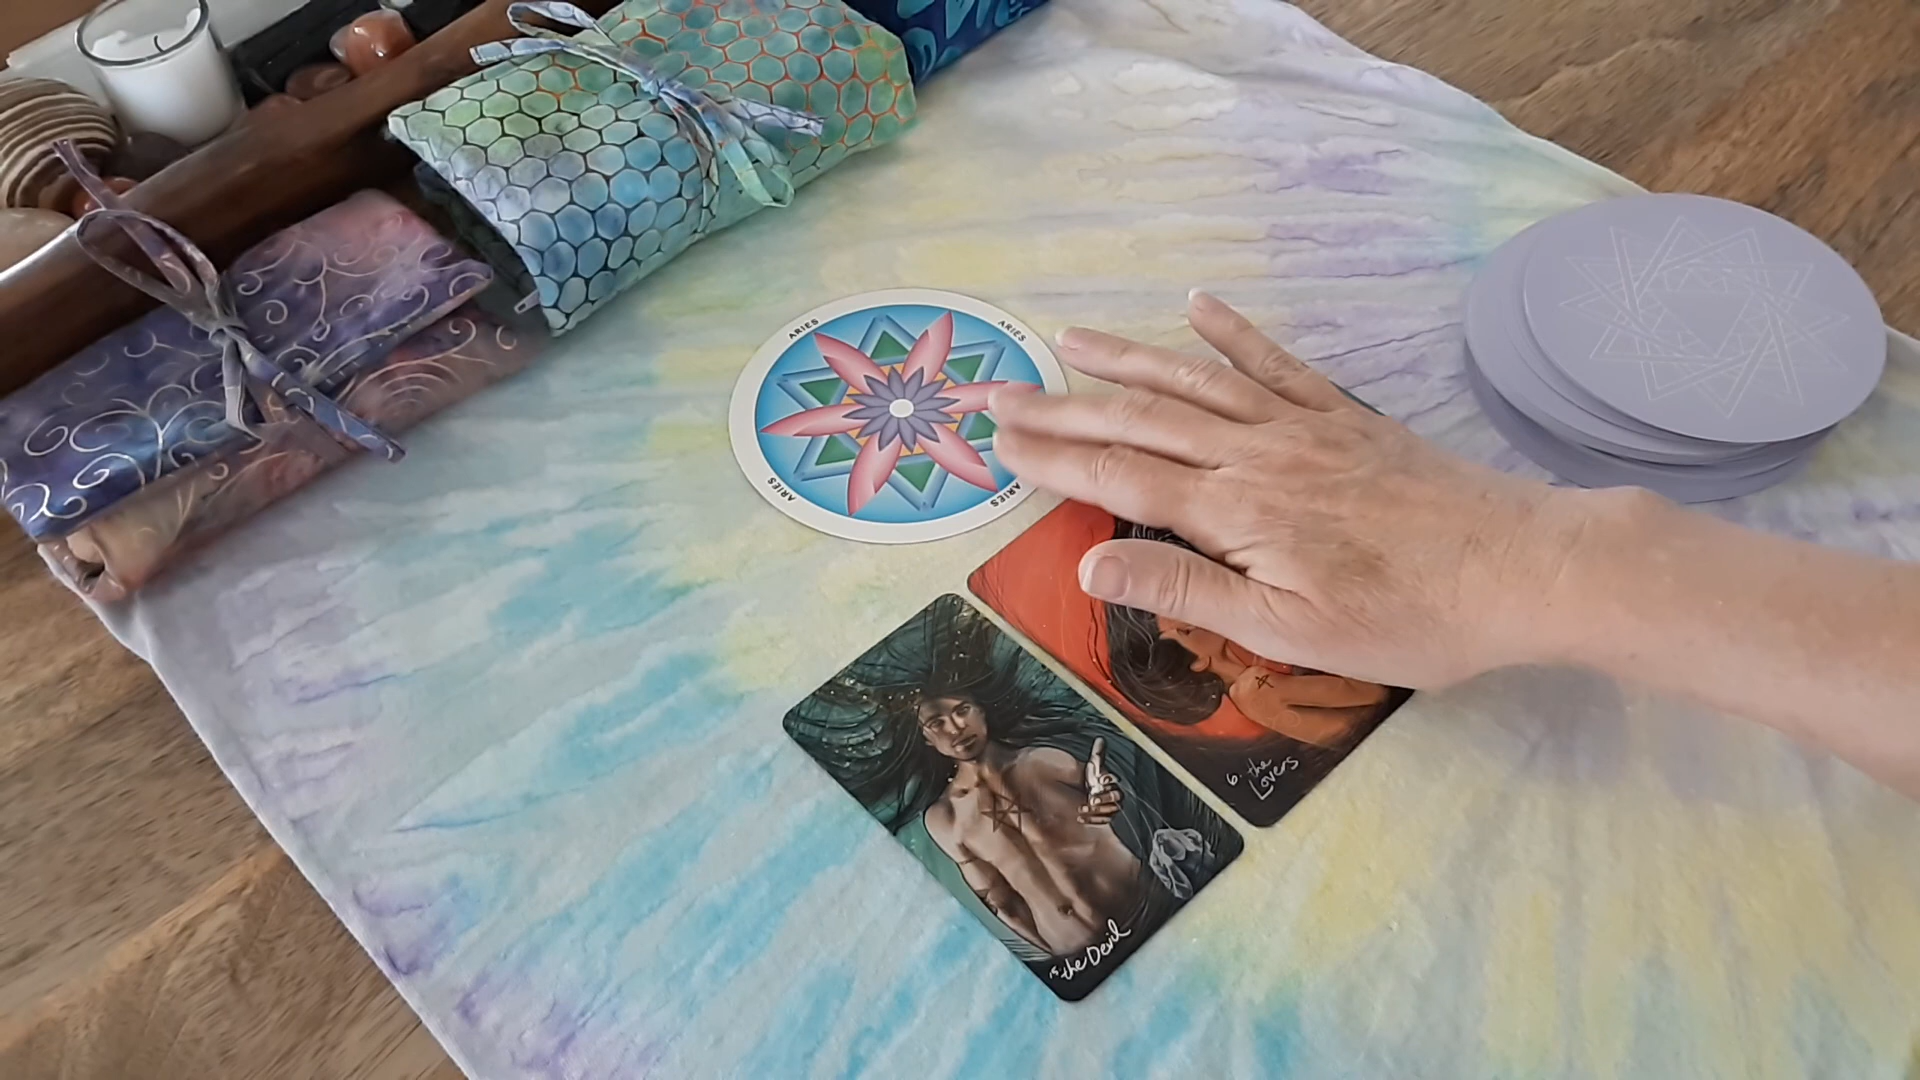 ARIES
ARIES
ARIES
ARIES
6. the
Lovers
15 the Devil